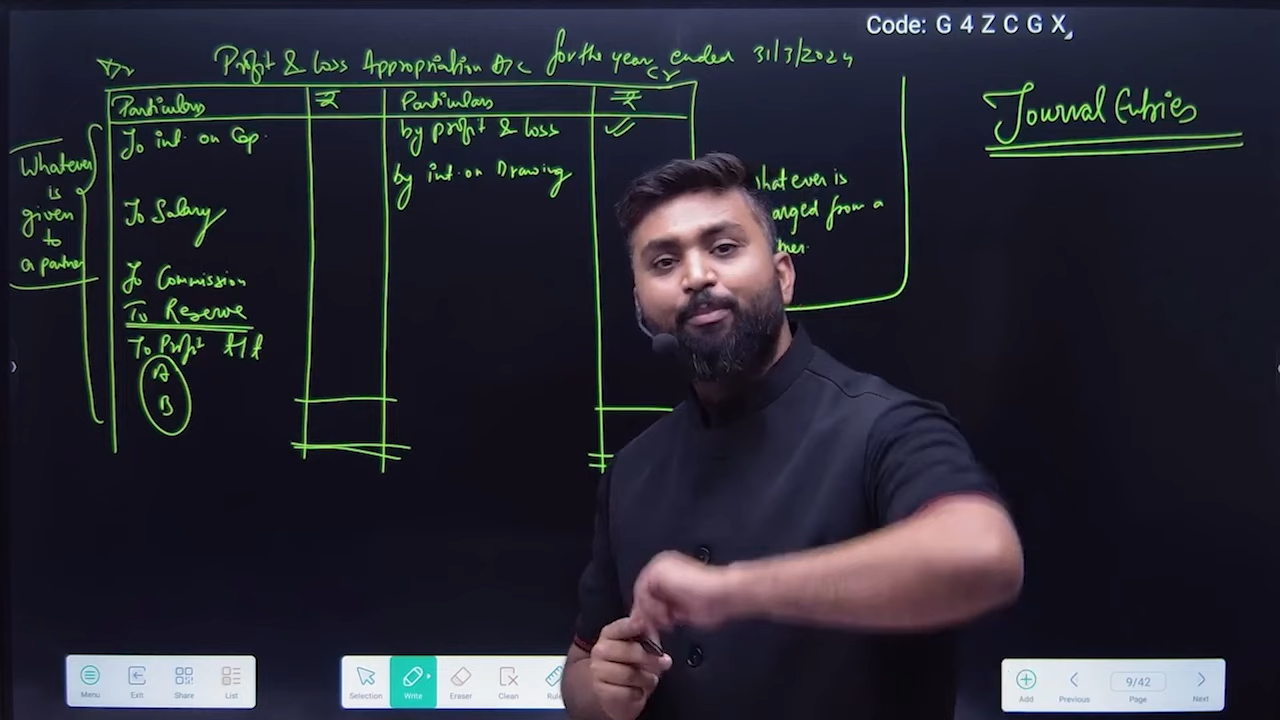 Code: G 4 Z C G X
Dr Profit & Loss Appropriation A/c for the year ended 31/3/2024
Cr
Particulars ₹ Particulars ₹
To int. on Cap. by profit & loss
by int. on Drawing
To Salary
To Commission
To Reserve
To Profit t/f
A
B
Whatever
is
given
to
a partner
whatever is
from a
Journal Entries
Menu Exit Share List
Selection Write Eraser Clean
Add Previous 9/42 Page Next